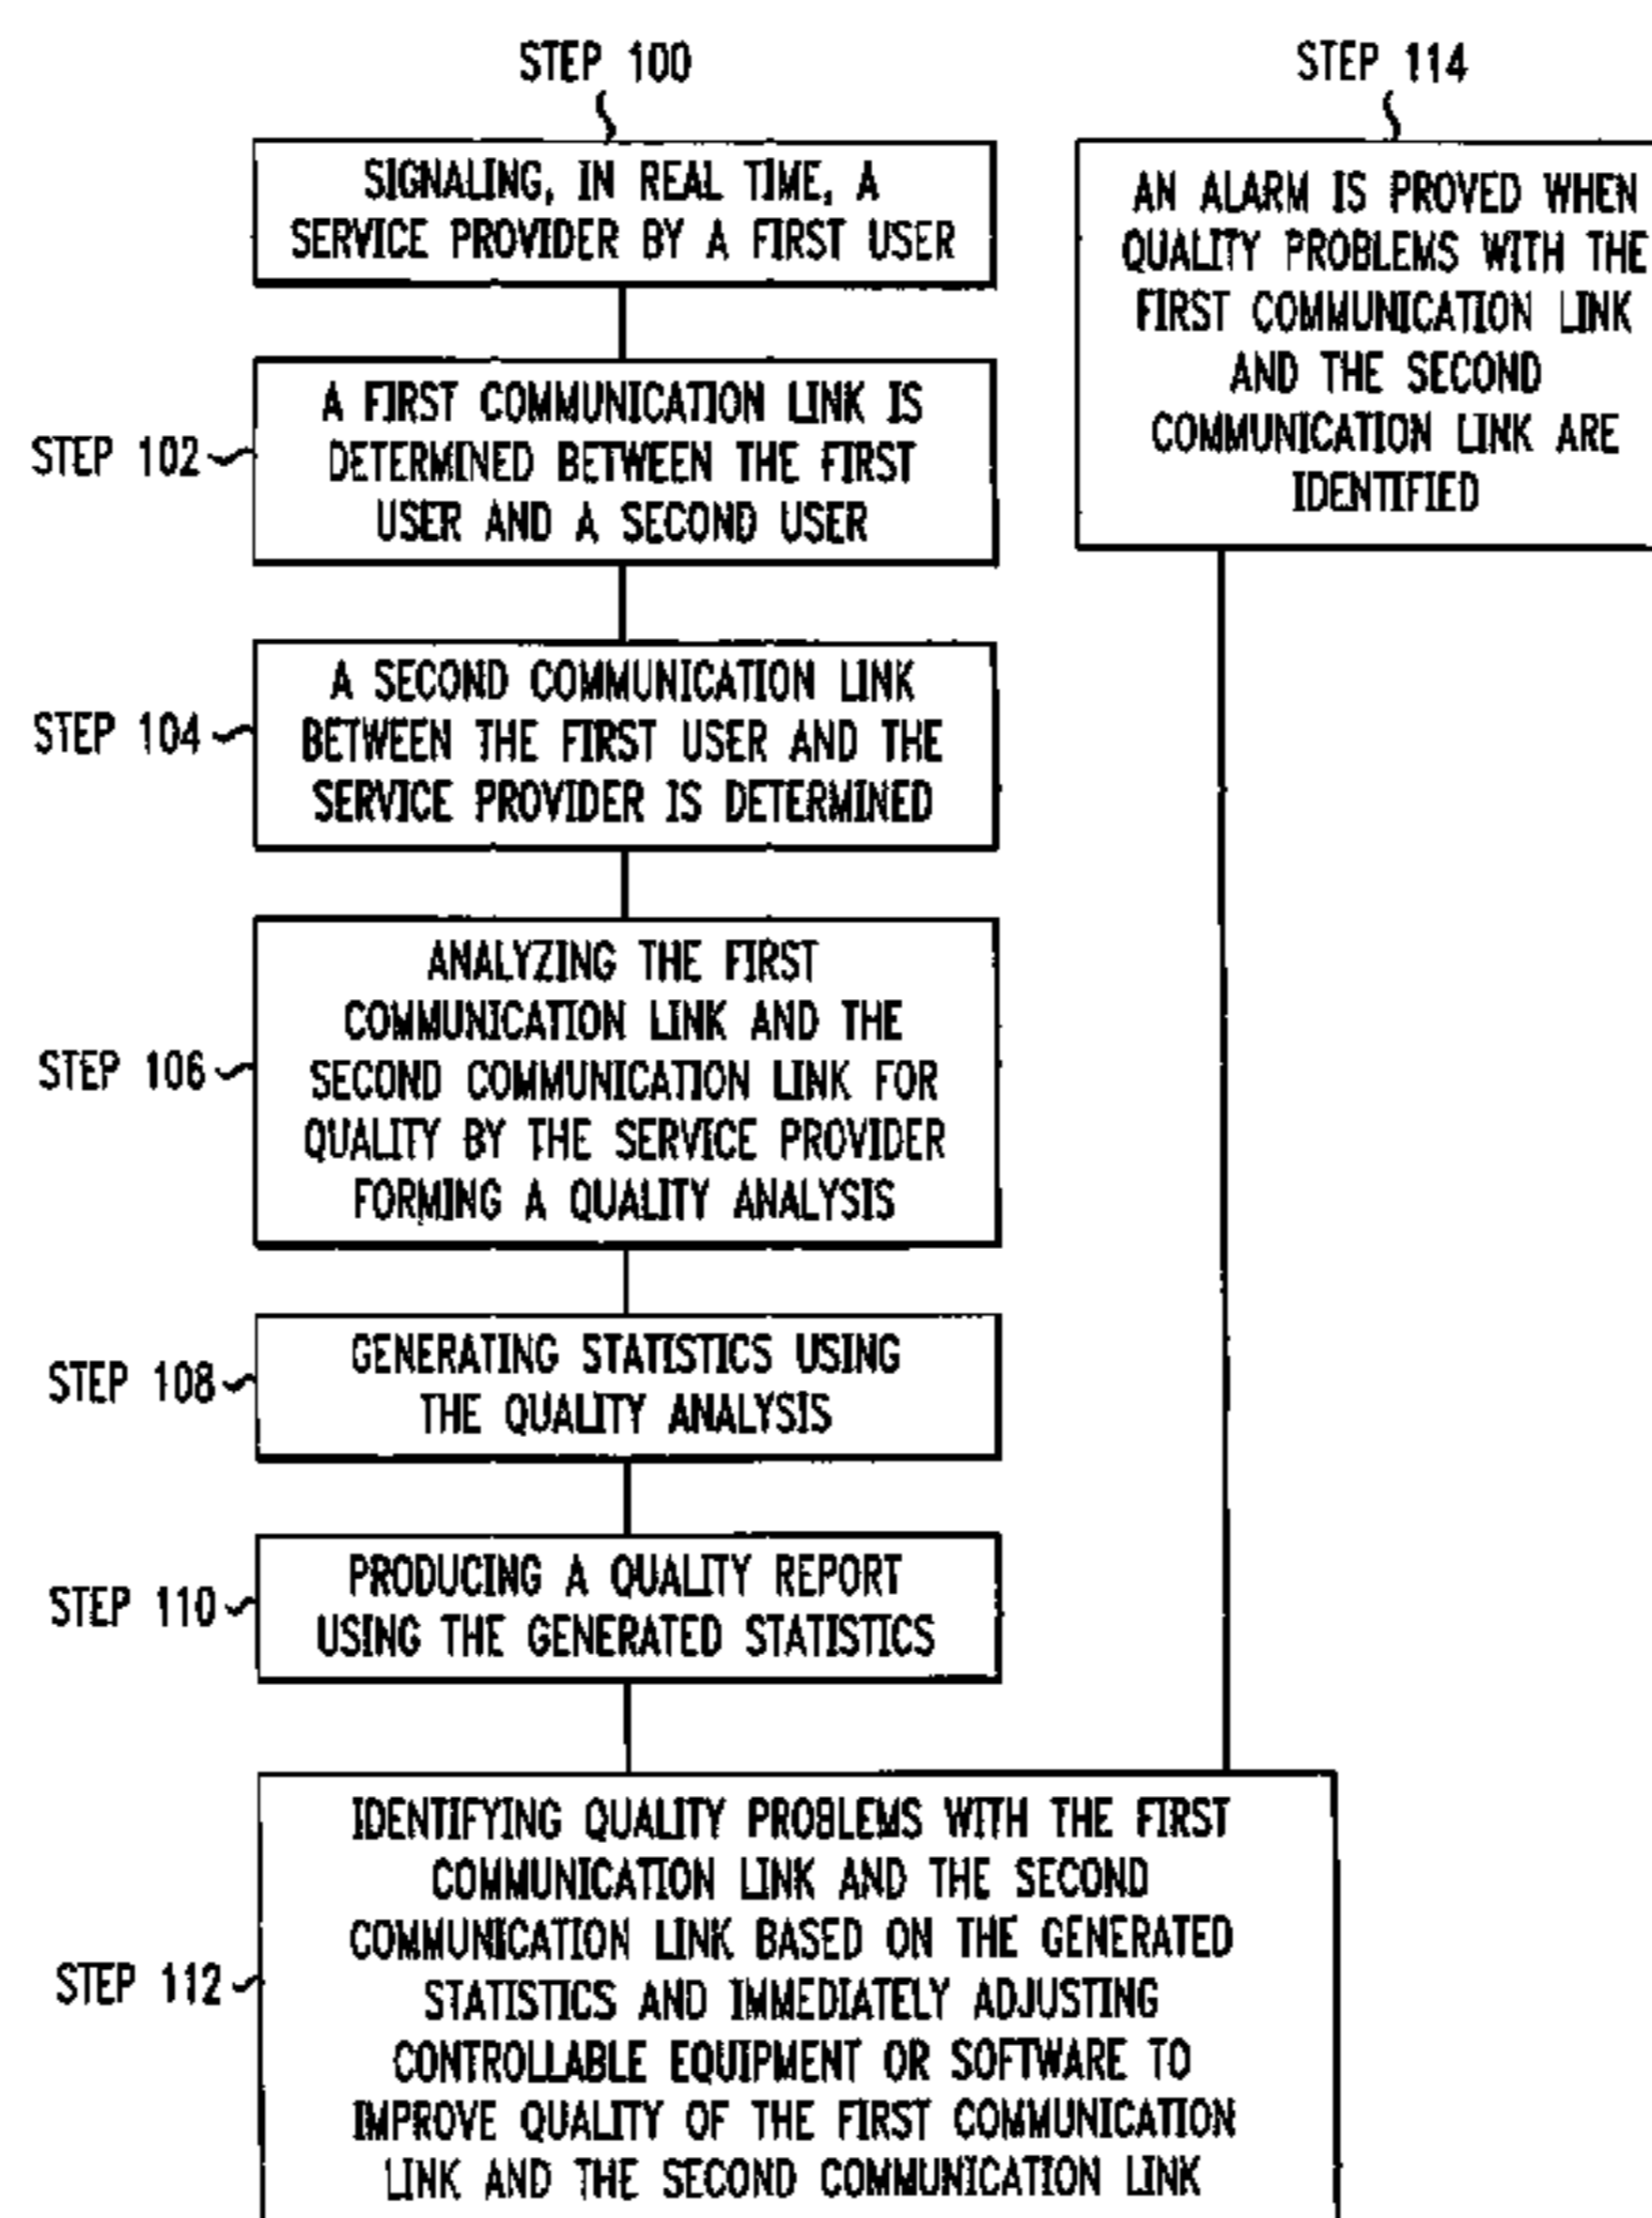 STEP 100
SIGNALING, IN REAL TIME, A
SERVICE PROVIDER BY A FIRST USER
STEP 102
A FIRST COMMUNICATION LINK IS
DETERMINED BETWEEN THE FIRST
USER AND A SECOND USER
STEP 104
A SECOND COMMUNICATION LINK
BETWEEN THE FIRST USER AND THE
SERVICE PROVIDER IS DETERMINED
STEP 106
ANALYZING THE FIRST
COMMUNICATION LINK AND THE
SECOND COMMUNICATION LINK FOR
QUALITY BY THE SERVICE PROVIDER
FORMING A QUALITY ANALYSIS
STEP 108
GENERATING STATISTICS USING
THE QUALITY ANALYSIS
STEP 110
PRODUCING A QUALITY REPORT
USING THE GENERATED STATISTICS
STEP 112
IDENTIFYING QUALITY PROBLEMS WITH THE FIRST
COMMUNICATION LINK AND THE SECOND
COMMUNICATION LINK BASED ON THE GENERATED
STATISTICS AND IMMEDIATELY ADJUSTING
CONTROLLABLE EQUIPMENT OR SOFTWARE TO
IMPROVE QUALITY OF THE FIRST COMMUNICATION
LINK AND THE SECOND COMMUNICATION LINK
STEP 114
AN ALARM IS PROVED WHEN
QUALITY PROBLEMS WITH THE
FIRST COMMUNICATION LINK
AND THE SECOND
COMMUNICATION LINK ARE
IDENTIFIED